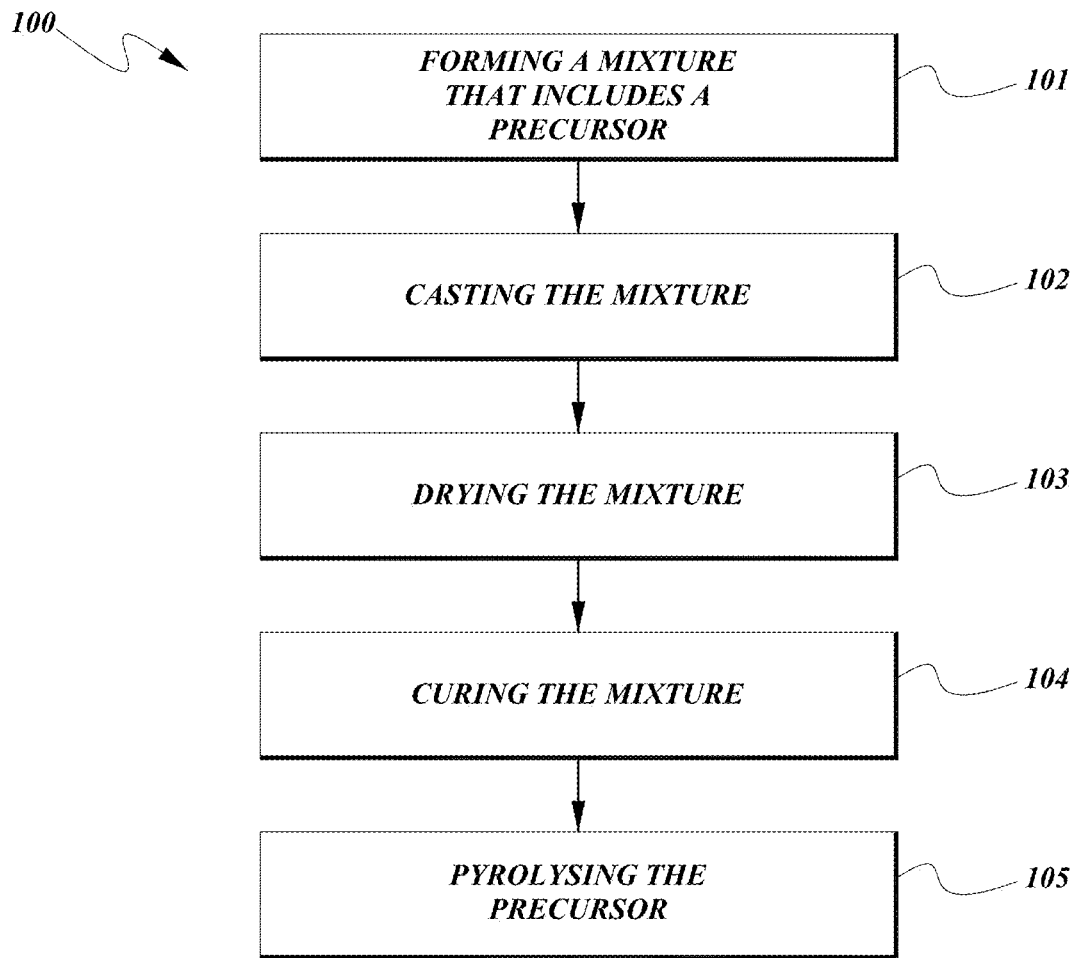 100
FORMING A MIXTURE
THAT INCLUDES A
PRECURSOR
101
CASTING THE MIXTURE
102
DRYING THE MIXTURE
103
CURING THE MIXTURE
104
PYROLYSING THE
PRECURSOR
105